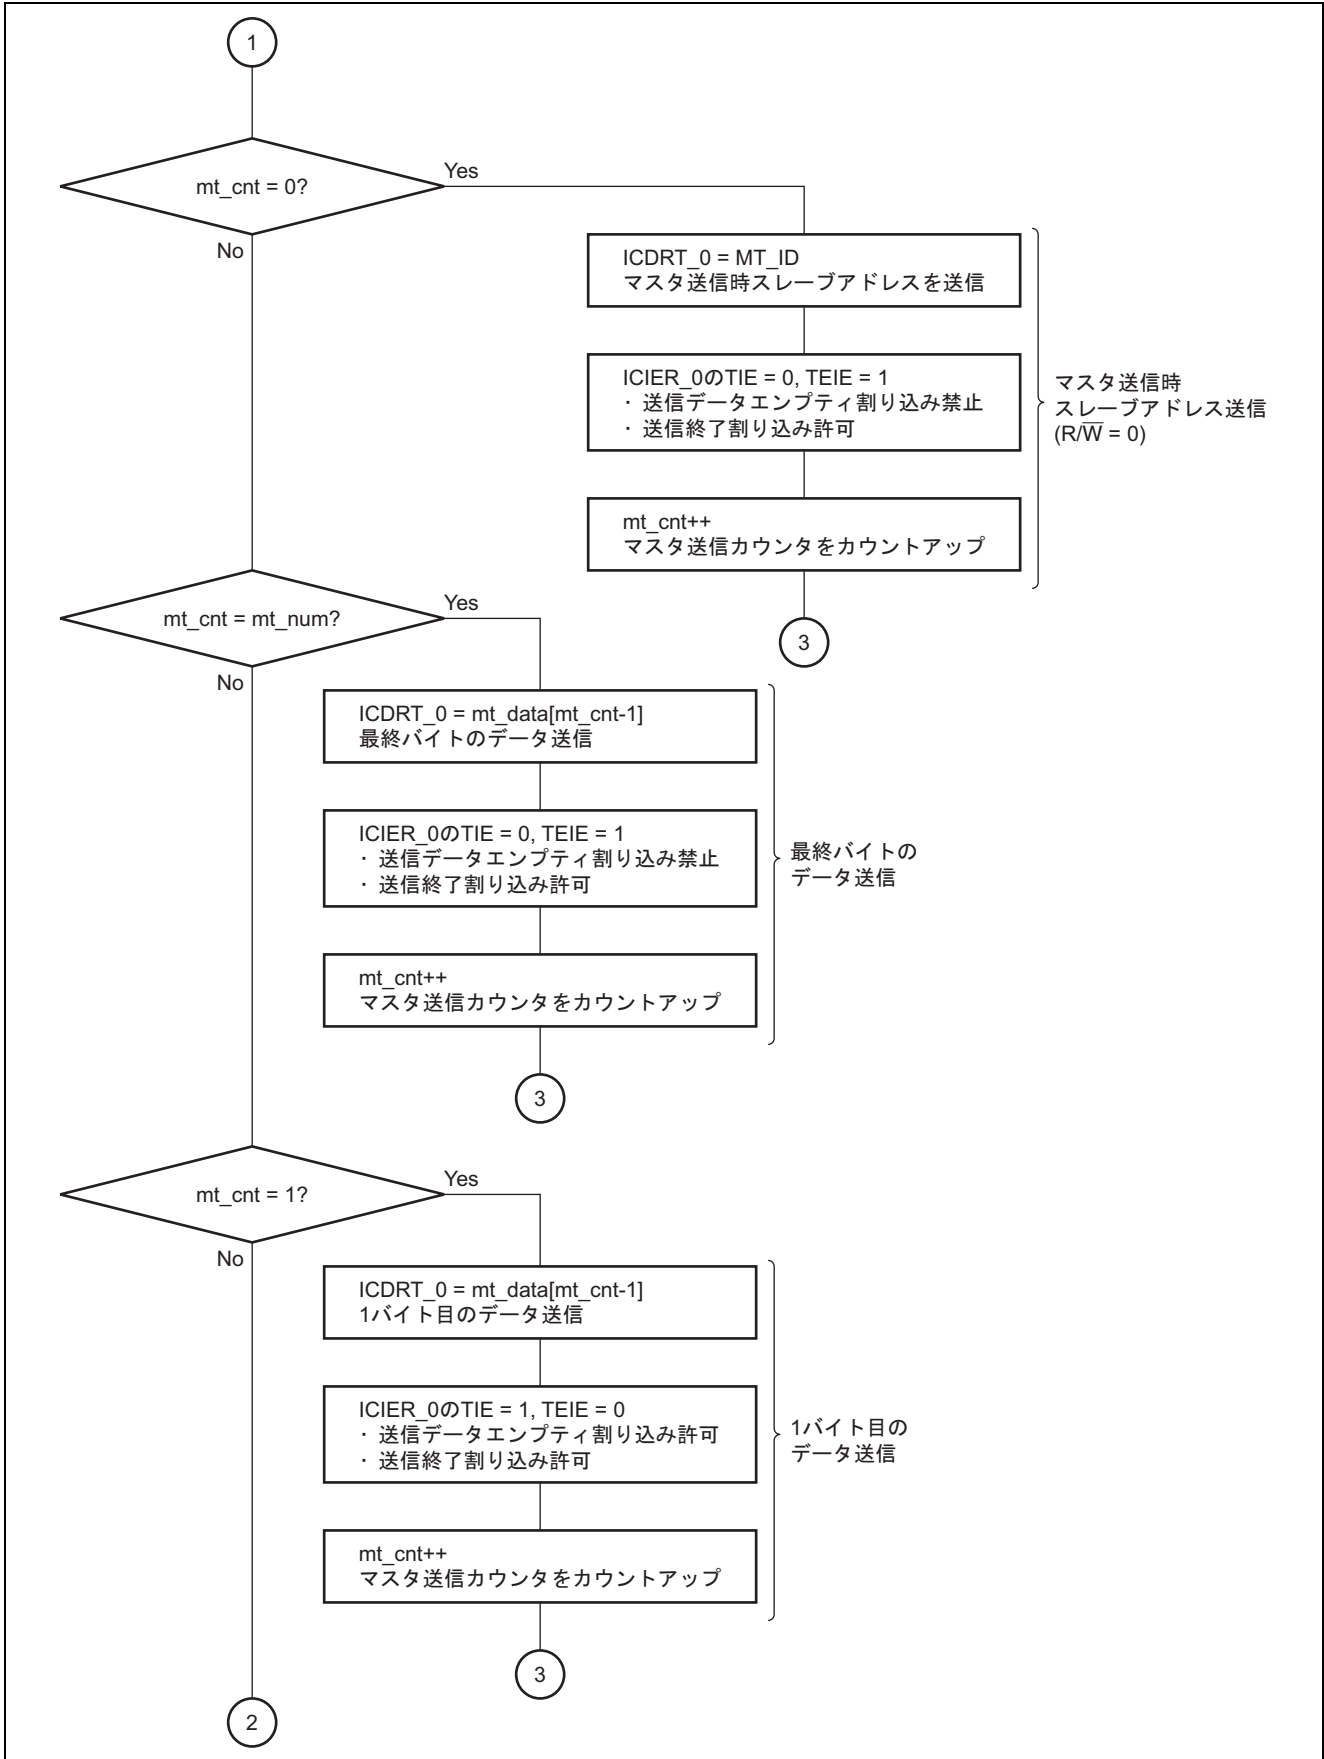 1
mt_cnt = 0?
Yes
No
ICDRT_0 = MT_ID
マスタ送信時スレーブアドレスを送信
ICIER_0のTIE = 0, TEIE = 1
・ 送信データエンプティ割り込み禁止
・ 送信終了割り込み許可
mt_cnt++
マスタ送信カウンタをカウントアップ
マスタ送信時
スレーブアドレス送信
(R/W̅ = 0)
3
mt_cnt = mt_num?
Yes
No
ICDRT_0 = mt_data[mt_cnt-1]
最終バイトのデータ送信
ICIER_0のTIE = 0, TEIE = 1
・ 送信データエンプティ割り込み禁止
・ 送信終了割り込み許可
mt_cnt++
マスタ送信カウンタをカウントアップ
最終バイトの
データ送信
3
mt_cnt = 1?
Yes
No
ICDRT_0 = mt_data[mt_cnt-1]
1バイト目のデータ送信
ICIER_0のTIE = 1, TEIE = 0
・ 送信データエンプティ割り込み許可
・ 送信終了割り込み許可
mt_cnt++
マスタ送信カウンタをカウントアップ
1バイト目の
データ送信
3
2